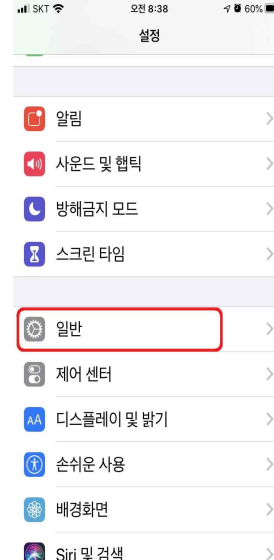 SKT 오전 8:38 60%
설정
알림
사운드 및 햅틱
방해금지 모드
스크린 타임
일반
제어 센터
AA 디스플레이 및 밝기
손쉬운 사용
배경화면
Siri 및 검색